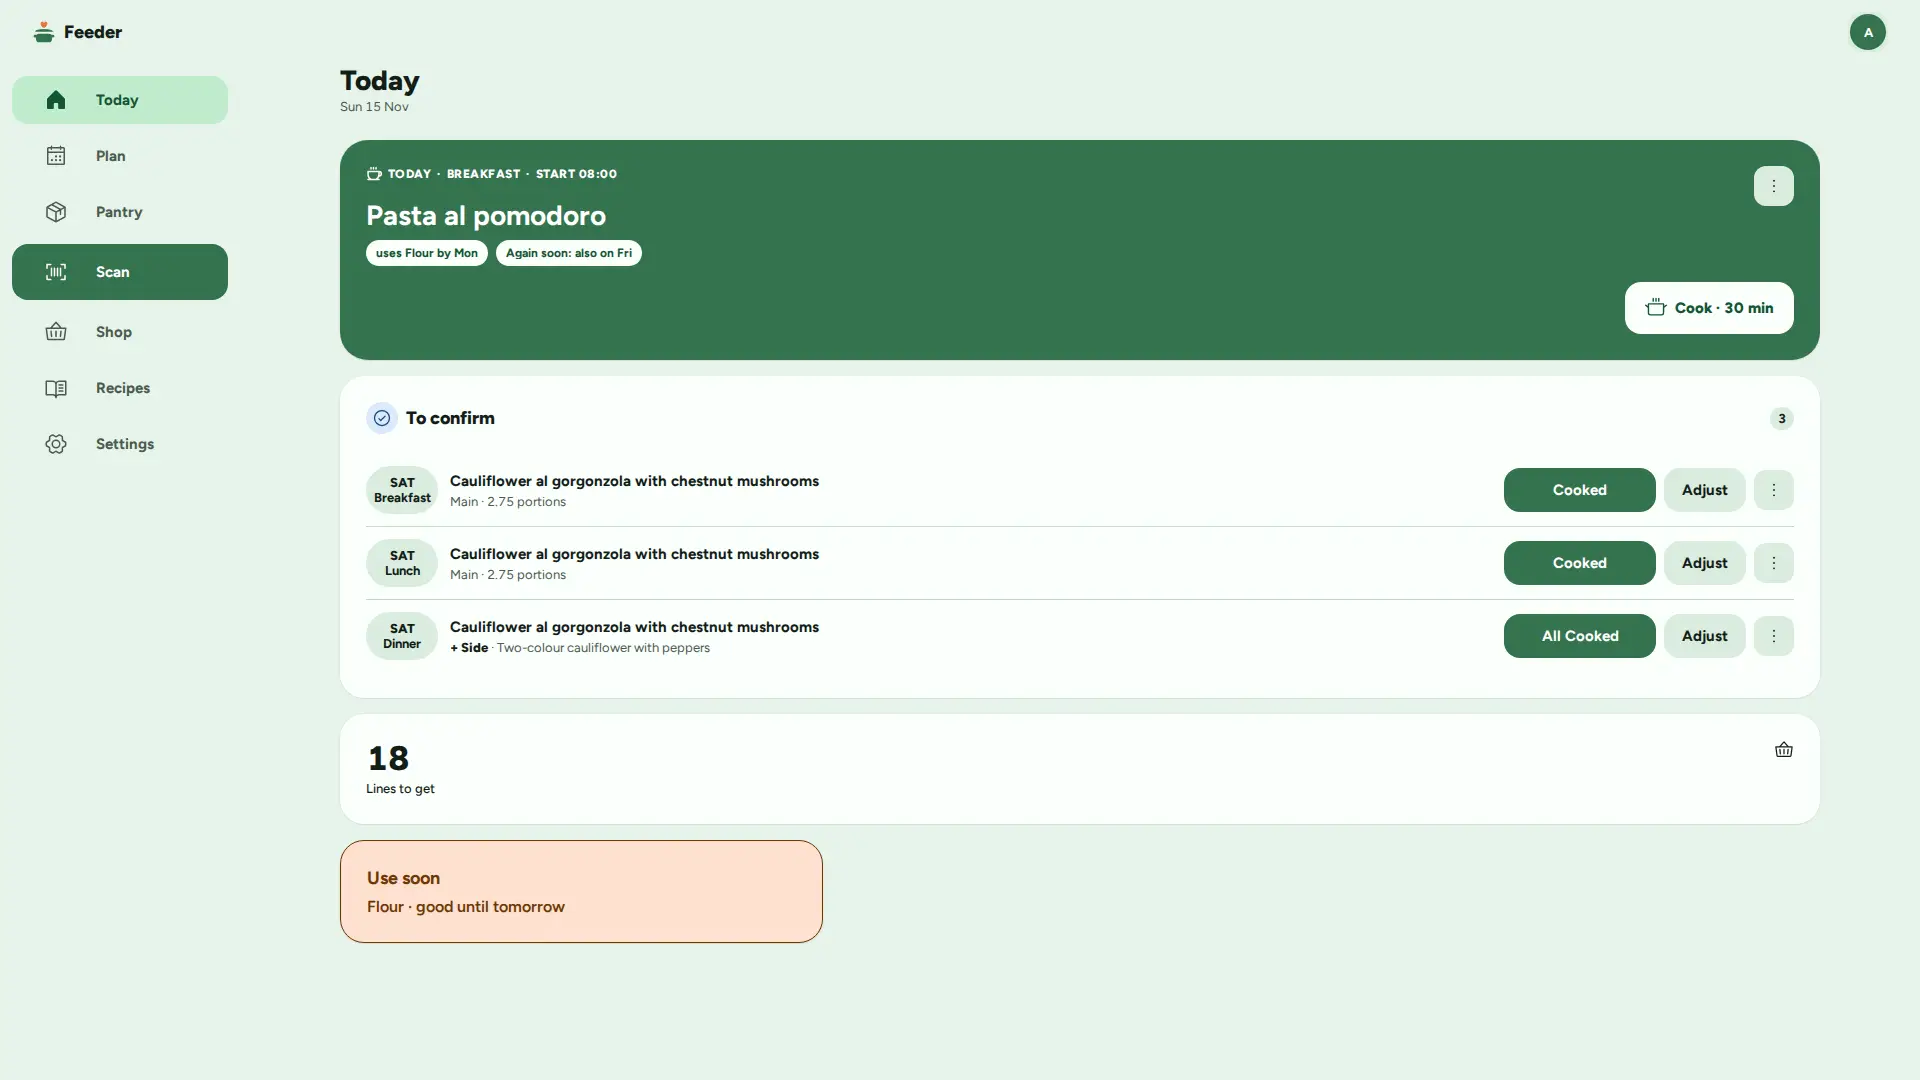 Feeder
A
Today
Plan
Pantry
Scan
Shop
Recipes
Settings
Today
Sun 15 Nov
TODAY · BREAKFAST · START 08:00
Pasta al pomodoro
uses Flour by Mon
Again soon: also on Fri
Cook · 30 min
To confirm
3
SAT
Breakfast
Cauliflower al gorgonzola with chestnut mushrooms
Main · 2.75 portions
Cooked
Adjust
SAT
Lunch
Cauliflower al gorgonzola with chestnut mushrooms
Main · 2.75 portions
Cooked
Adjust
SAT
Dinner
Cauliflower al gorgonzola with chestnut mushrooms
+ Side · Two-colour cauliflower with peppers
All Cooked
Adjust
18
Lines to get
Use soon
Flour · good until tomorrow